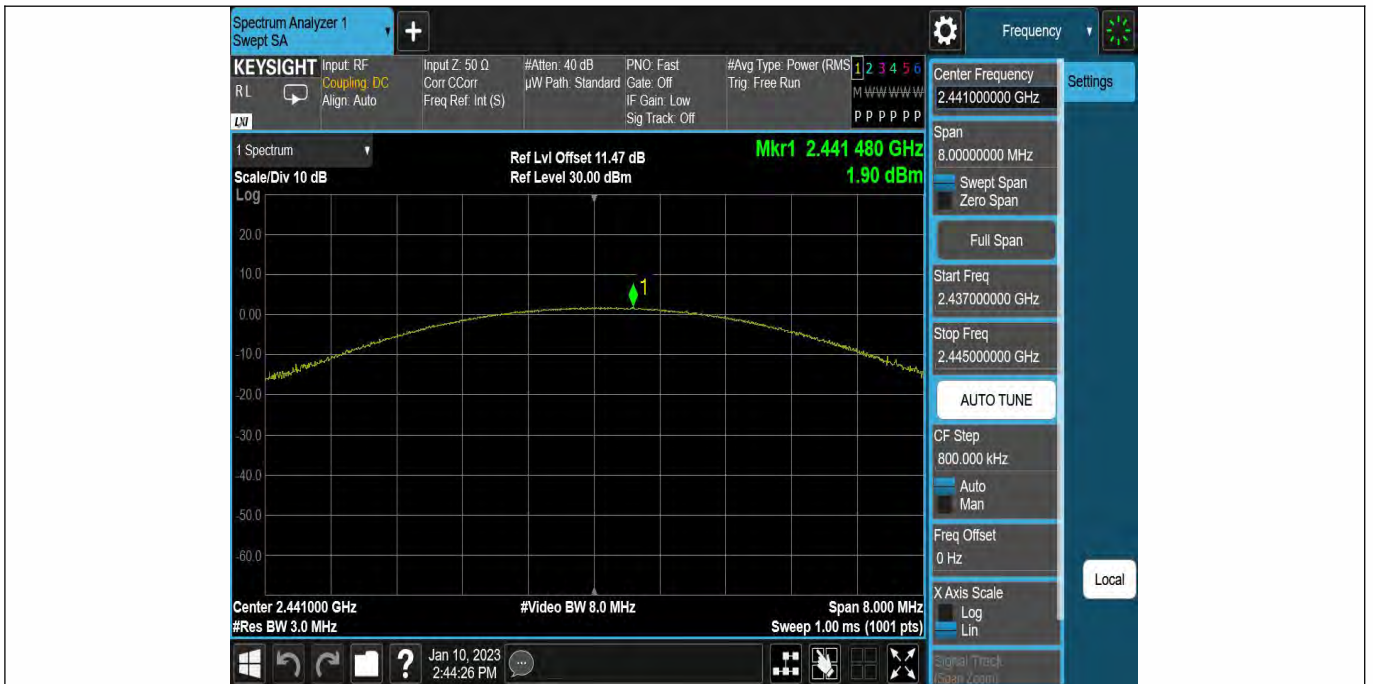 Spectrum Analyzer 1
Swept SA
+
Frequency
KEYSIGHT
RL
LXI
Input: RF
Coupling: DC
Align: Auto
Input Z: 50 Ω
Corr CCorr
Freq Ref: Int (S)
#Atten: 40 dB
µW Path: Standard
PNO: Fast
Gate: Off
IF Gain: Low
Sig Track: Off
#Avg Type: Power (RMS
Trig: Free Run
1 2 3 4 5 6
M W W W W W
P P P P P P
1 Spectrum
Scale/Div 10 dB
Ref Lvl Offset 11.47 dB
Ref Level 30.00 dBm
Mkr1 2.441 480 GHz
1.90 dBm
Log
20.0
10.0
0.00
-10.0
-20.0
-30.0
-40.0
-50.0
-60.0
1
Center 2.441000 GHz
#Res BW 3.0 MHz
#Video BW 8.0 MHz
Span 8.000 MHz
Sweep 1.00 ms (1001 pts)
Center Frequency
2.441000000 GHz
Settings
Span
8.00000000 MHz
Swept Span
Zero Span
Full Span
Start Freq
2.437000000 GHz
Stop Freq
2.445000000 GHz
AUTO TUNE
CF Step
800.000 kHz
Auto
Man
Freq Offset
0 Hz
X Axis Scale
Log
Lin
Signal Track
(Span Zoom)
Local
?
Jan 10, 2023
2:44:26 PM